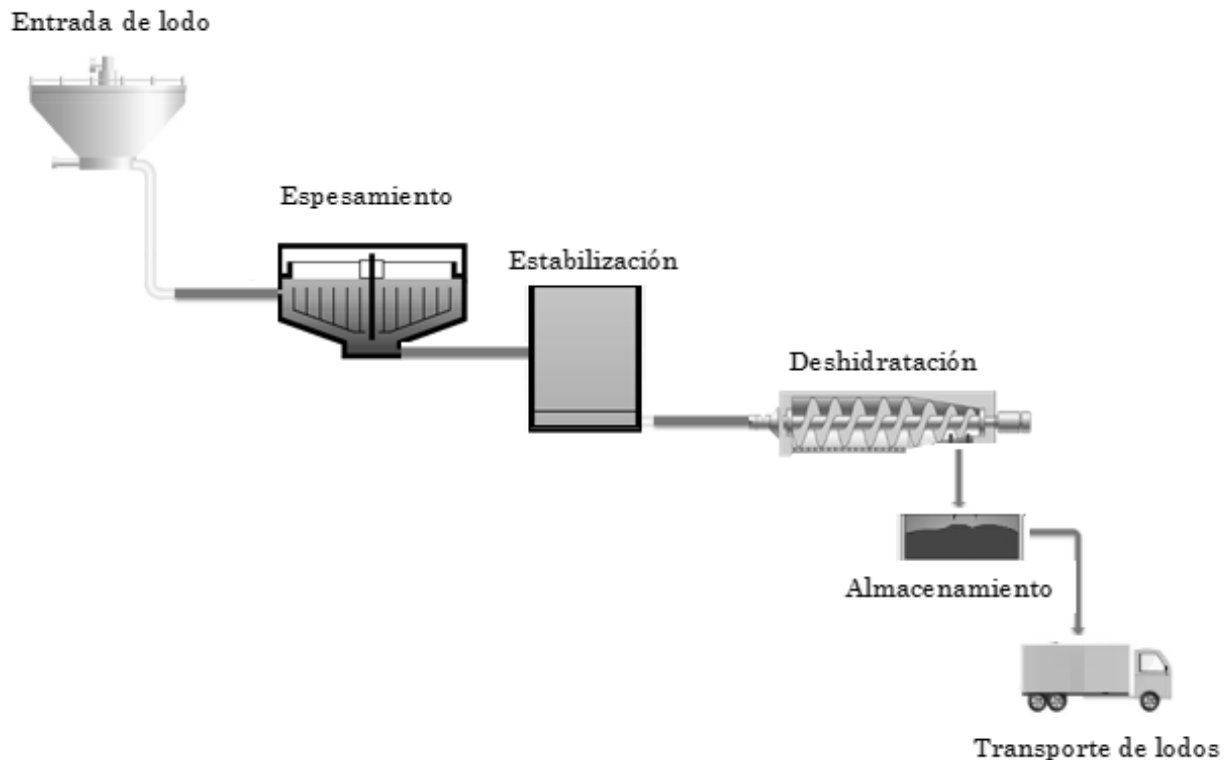 Entrada de lodo
Espesamiento
Estabilización
Deshidratación
Almacenamiento
Transporte de lodos